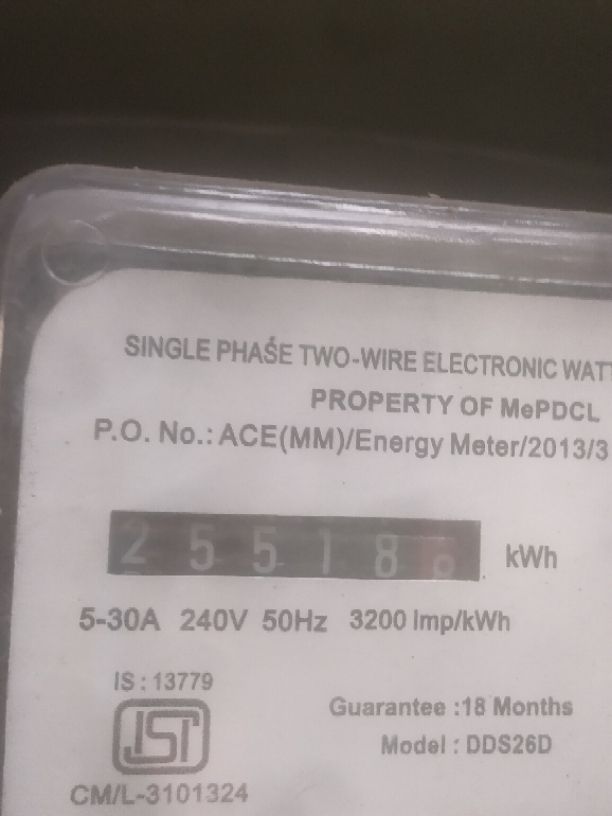 SINGLE PHASE TWO-WIRE ELECTRONIC WATT
PROPERTY OF MePDCL
P.O. No.: ACE(MM)/Energy Meter/2013/3
25518 kWh
5-30A 240V 50Hz 3200 Imp/kWh
IS : 13779
ISI
Guarantee :18 Months
Model : DDS26D
CM/L-3101324